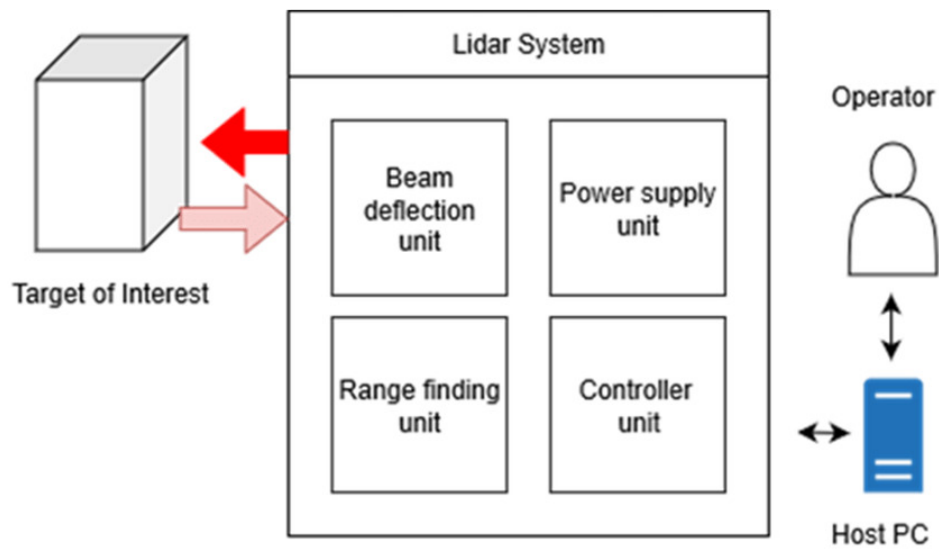 Lidar System
Operator
Beam
deflection
unit
Power supply
unit
Target of Interest
Range finding
unit
Controller
unit
Host PC